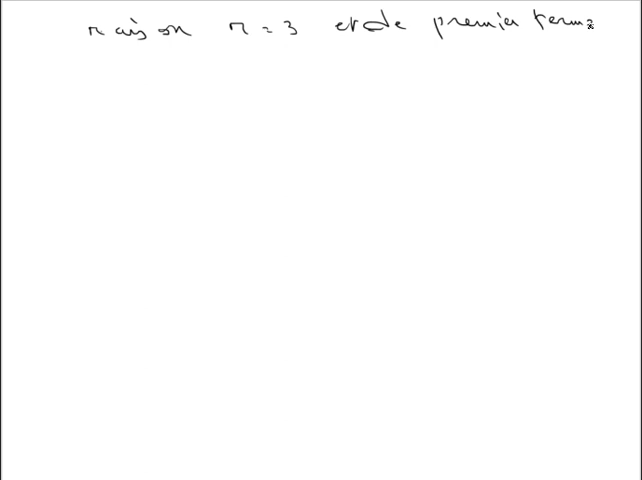 raison r = 3 et de premier terme